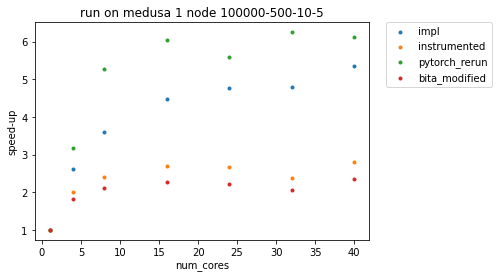 run on medusa 1 node 100000-500-10-5
impl
instrumented
pytorch_rerun
bita_modified
speed-up
6
5
4
3
2
1
0
5
10
15
20
25
30
35
40
num_cores